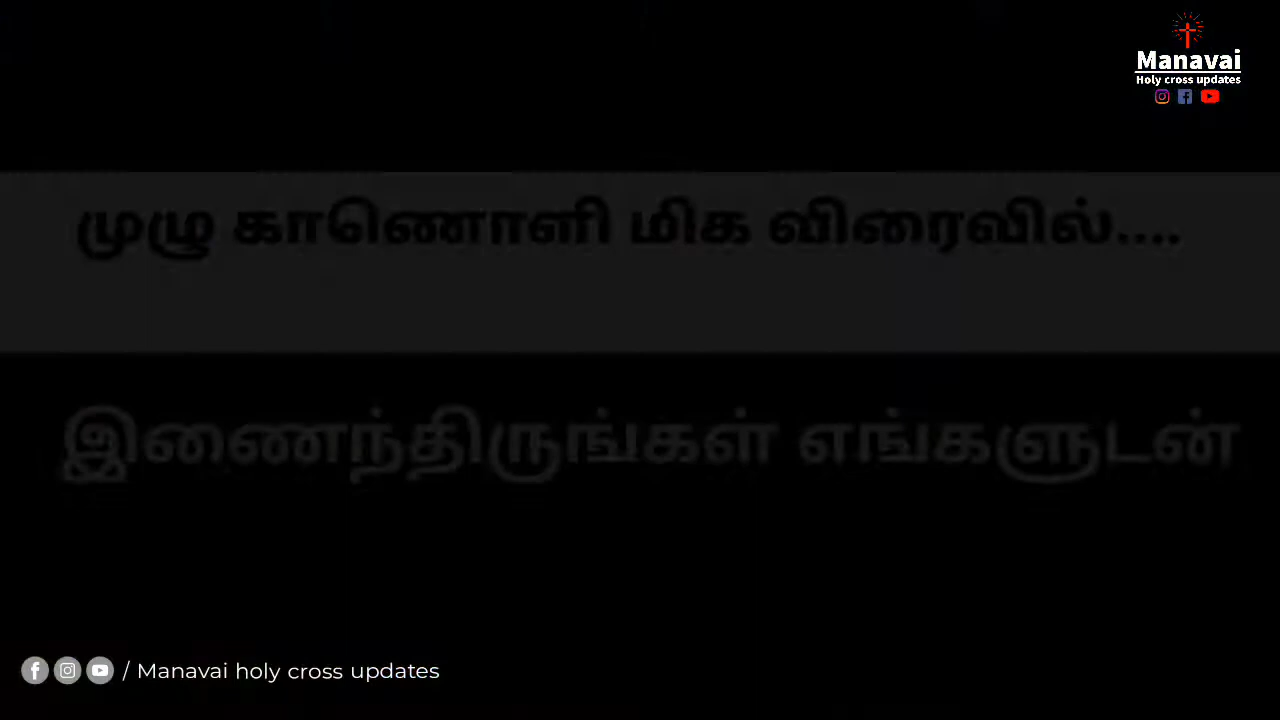 Manavai
Holy cross updates
முழு காணொளி மிக விரைவில்....
இணைந்திருங்கள் எங்களுடன்
/ Manavai holy cross updates